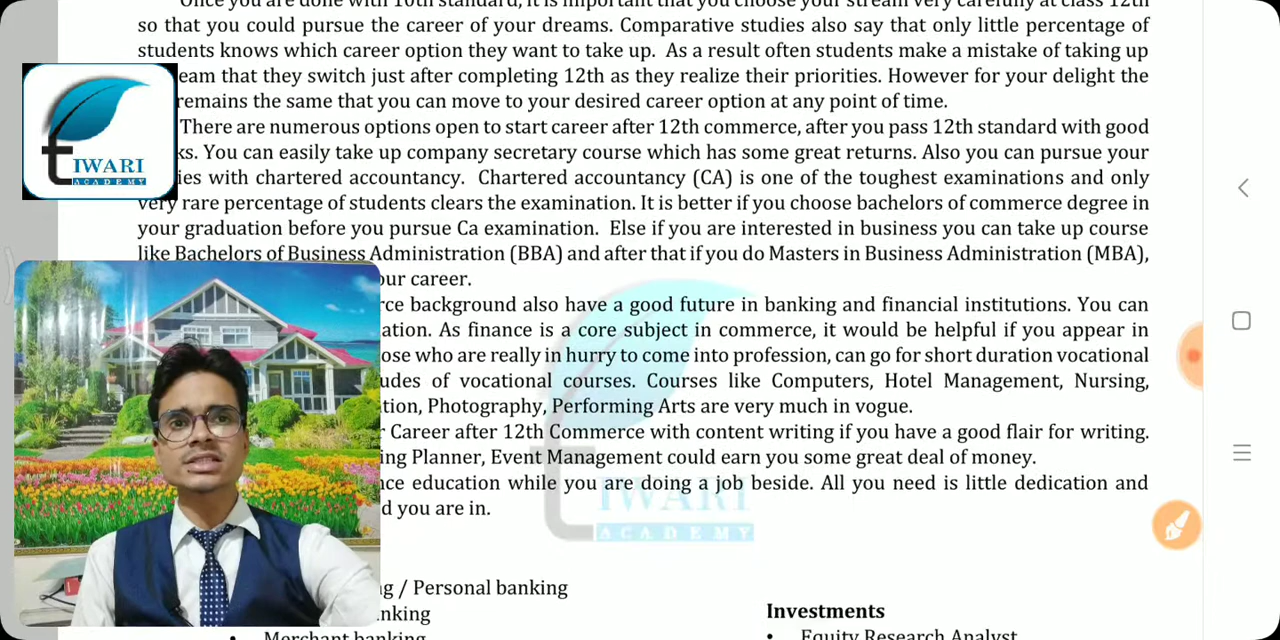 Once you are done with 10th standard, it is important that you choose your stream very carefully at class 12th
so that you could pursue the career of your dreams. Comparative studies also say that only little percentage of
students knows which career option they want to take up. As a result often students make a mistake of taking up
eam that they switch just after completing 12th as they realize their priorities. However for your delight the
remains the same that you can move to your desired career option at any point of time.
There are numerous options open to start career after 12th commerce, after you pass 12th standard with good
ks. You can easily take up company secretary course which has some great returns. Also you can pursue your
ies with chartered accountancy. Chartered accountancy (CA) is one of the toughest examinations and only
very rare percentage of students clears the examination. It is better if you choose bachelors of commerce degree in
your graduation before you pursue Ca examination. Else if you are interested in business you can take up course
like Bachelors of Business Administration (BBA) and after that if you do Masters in Business Administration (MBA),
our career.
rce background also have a good future in banking and financial institutions. You can
ation. As finance is a core subject in commerce, it would be helpful if you appear in
ose who are really in hurry to come into profession, can go for short duration vocational
udes of vocational courses. Courses like Computers, Hotel Management, Nursing,
tion, Photography, Performing Arts are very much in vogue.
r Career after 12th Commerce with content writing if you have a good flair for writing.
ing Planner, Event Management could earn you some great deal of money.
nce education while you are doing a job beside. All you need is little dedication and
d you are in.
g / Personal banking
nking
• Merchant banking
Investments
• Equity Research Analyst
TIWARI
ACADEMY
TIWARI
ACADEMY